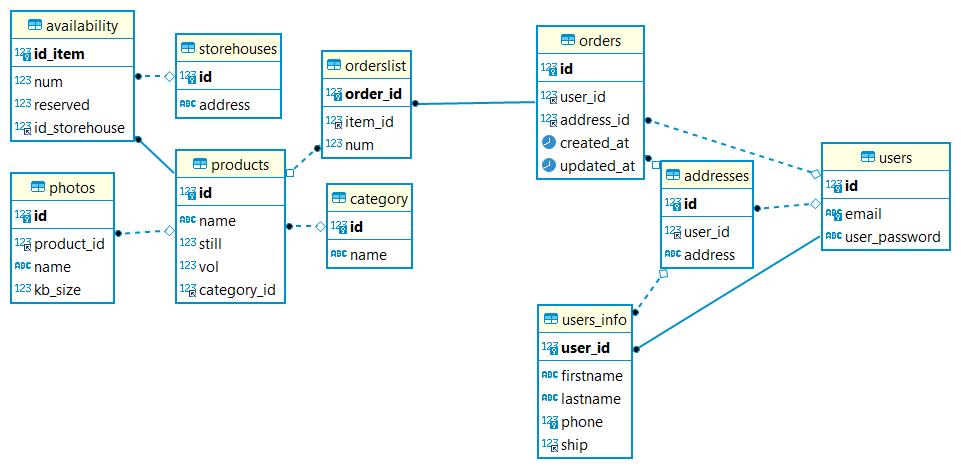 availability
id_item
num
reserved
id_storehouse
storehouses
id
address
orderslist
order_id
item_id
num
orders
id
user_id
address_id
created_at
updated_at
users
id
email
user_password
addresses
id
user_id
address
products
id
name
still
vol
category_id
category
id
name
photos
id
product_id
name
kb_size
users_info
user_id
firstname
lastname
phone
ship